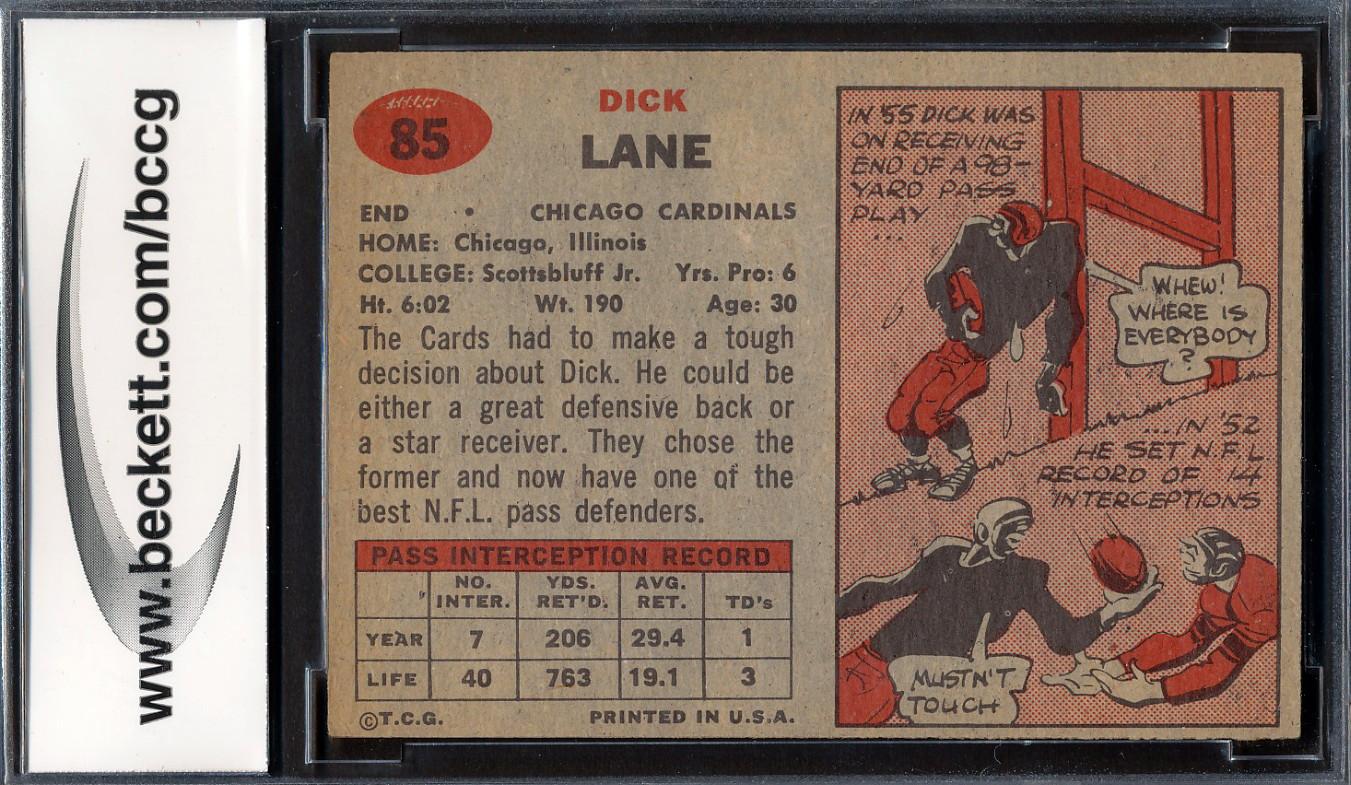 www.beckett.com/bccg
85
DICK
LANE
END • CHICAGO CARDINALS
HOME: Chicago, Illinois
COLLEGE: Scottsbluff Jr. Yrs. Pro: 6
Ht. 6:02 Wt. 190 Age: 30
The Cards had to make a tough
decision about Dick. He could be
either a great defensive back or
a star receiver. They chose the
former and now have one of the
best N.F.L. pass defenders.
PASS INTERCEPTION RECORD
NO. INTER. YDS. RET'D. AVG. RET. TD's
YEAR 7 206 29.4 1
LIFE 40 763 19.1 3
©T.C.G. PRINTED IN U.S.A.
IN '55 DICK WAS
ON RECEIVING
END OF A 98-
YARD PASS
PLAY
...
WHEW!
WHERE IS
EVERYBODY
?
...IN '52
HE SET N F L
RECORD OF 14
INTERCEPTIONS
MUSTN'T
TOUCH